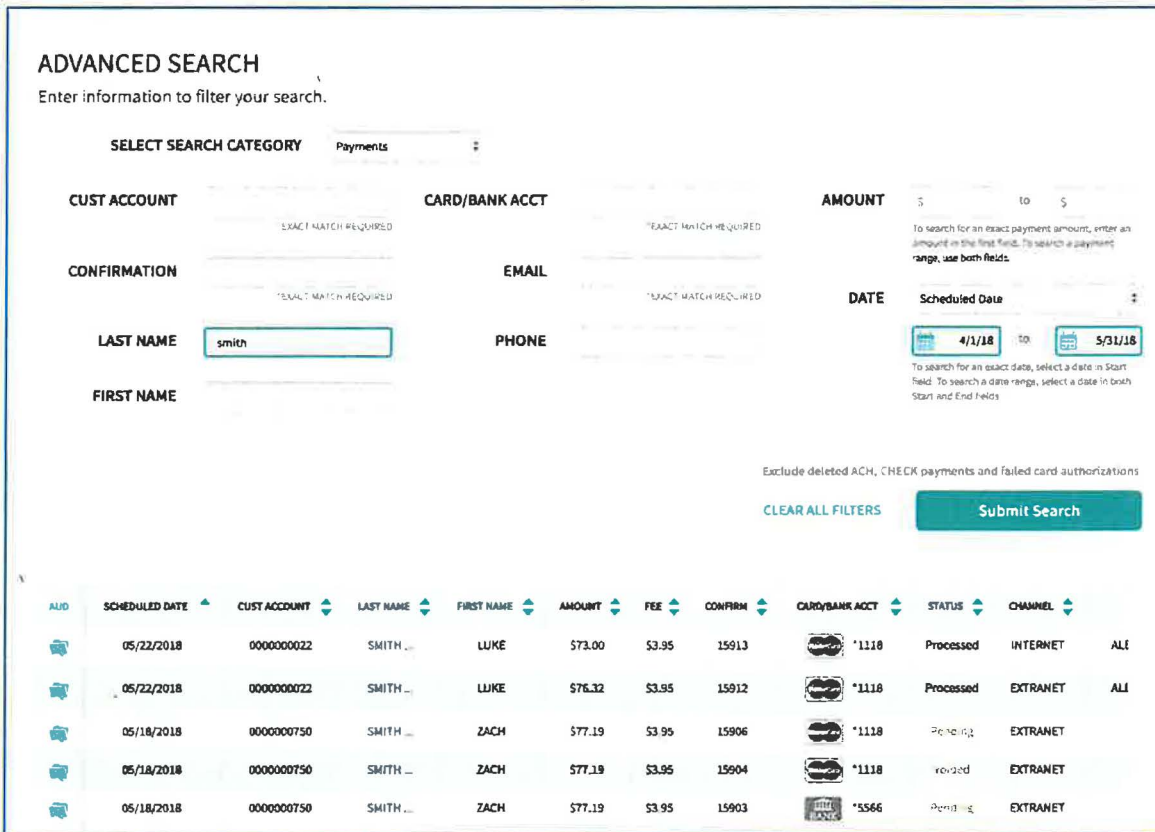 ADVANCED SEARCH
Enter information to filter your search.
SELECT SEARCH CATEGORY Payments
CUST ACCOUNT CARD/BANK ACCT AMOUNT $ to $
*EXACT MATCH REQUIRED *EXACT MATCH REQUIRED To search for an exact payment amount, enter an
amount in the first field. To search a payment
range, use both fields.
CONFIRMATION EMAIL
*EXACT MATCH REQUIRED *EXACT MATCH REQUIRED DATE Scheduled Date
LAST NAME smith PHONE 4/1/18 to 5/31/18
To search for an exact date, select a date in Start
field. To search a date range, select a date in both
Start and End fields
FIRST NAME
Exclude deleted ACH, CHECK payments and failed card authorizations
CLEAR ALL FILTERS Submit Search
AUD SCHEDULED DATE CUST ACCOUNT LAST NAME FIRST NAME AMOUNT FEE CONFIRM CARD/BANK ACCT STATUS CHANNEL
05/22/2018 0000000022 SMITH... LUKE $73.00 $3.95 15913 *1118 Processed INTERNET ALE
05/22/2018 0000000022 SMITH... LUKE $76.32 $3.95 15912 *1118 Processed EXTRANET ALE
05/18/2018 0000000750 SMITH... ZACH $77.19 $3.95 15906 *1118 Pending EXTRANET
05/18/2018 0000000750 SMITH... ZACH $77.19 $3.95 15904 *1118 Voided EXTRANET
05/18/2018 0000000750 SMITH... ZACH $77.19 $3.95 15903 BANK *5566 Pending EXTRANET